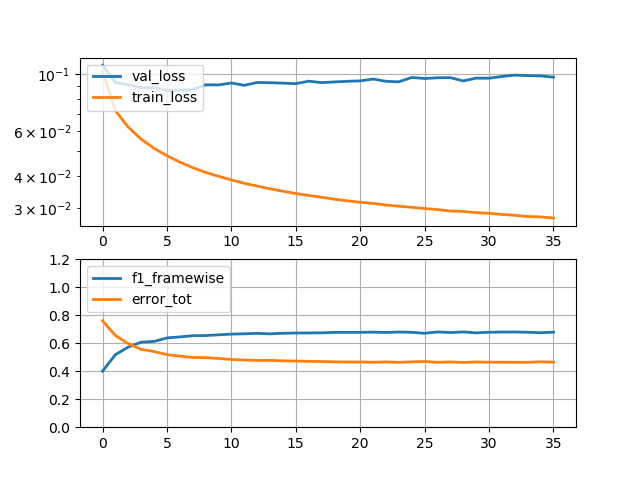 val_loss
train_loss
10⁻¹
6 × 10⁻²
4 × 10⁻²
3 × 10⁻²
0 5 10 15 20 25 30 35
f1_framewise
error_tot
1.2
1.0
0.8
0.6
0.4
0.2
0.0
0 5 10 15 20 25 30 35